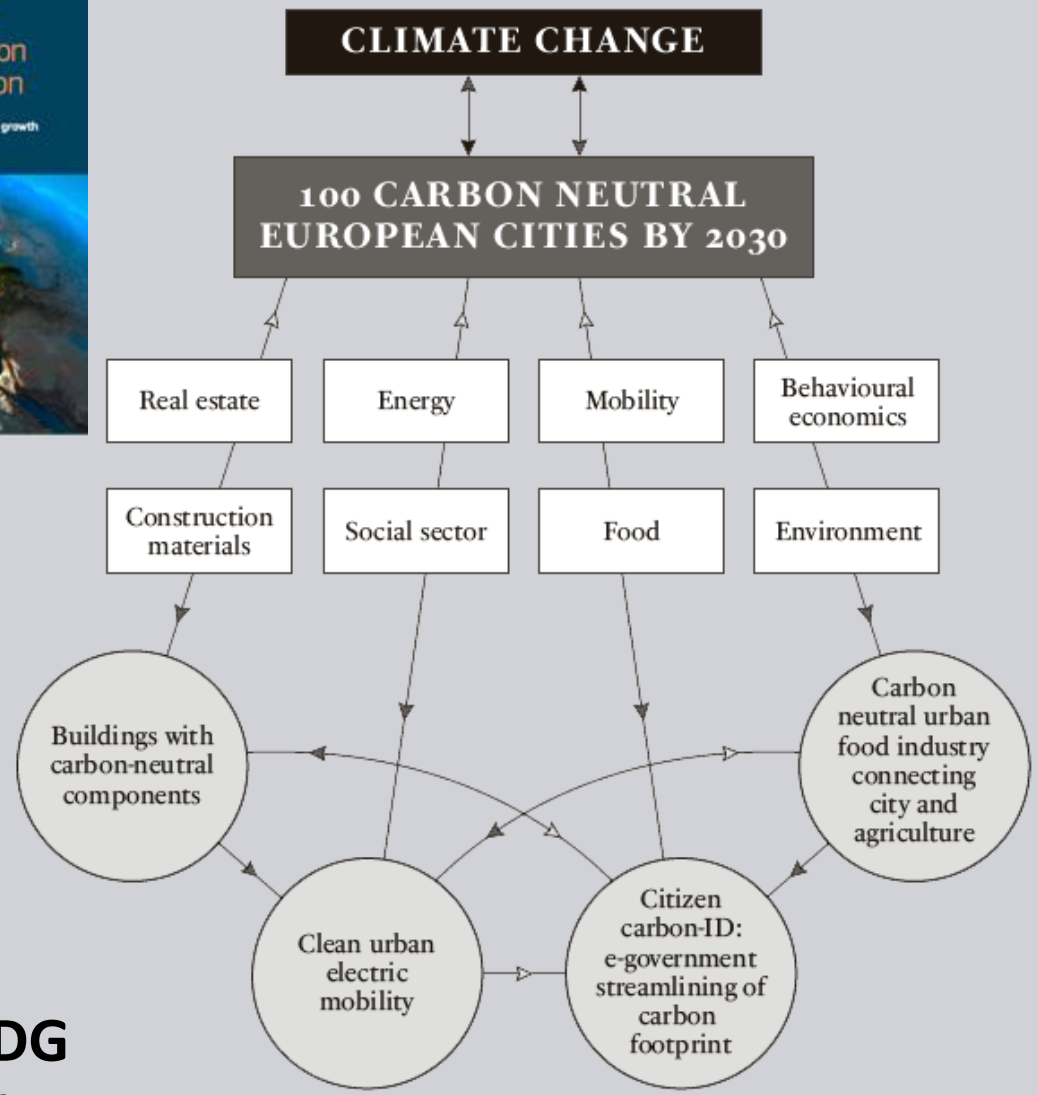 on
on
growth
CLIMATE CHANGE
100 CARBON NEUTRAL
EUROPEAN CITIES BY 2030
Real estate
Energy
Mobility
Behavioural
economics
Construction
materials
Social sector
Food
Environment
Buildings with
carbon-neutral
components
Carbon
neutral urban
food industry
connecting
city and
agriculture
Clean urban
electric
mobility
Citizen
carbon-ID:
e-government
streamlining of
carbon
footprint
DG